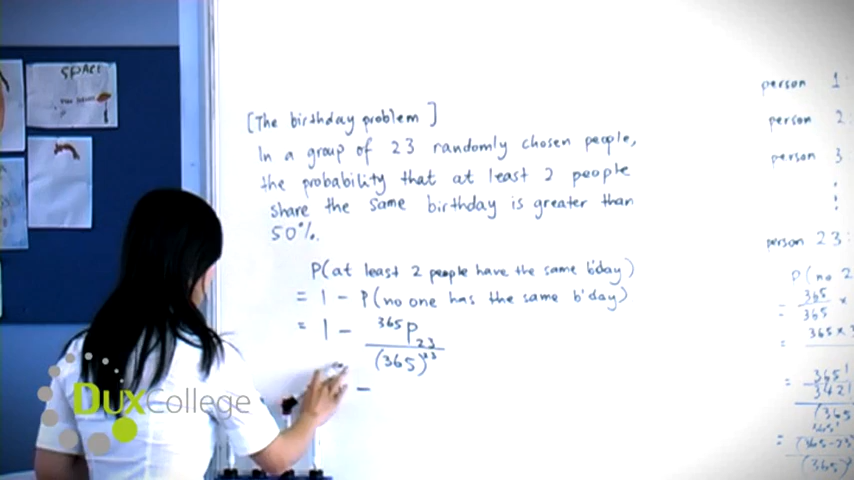 SPACE
[The birthday problem]
In a group of 23 randomly chosen people,
the probability that at least 2 people
share the same birthday is greater than
50%.
P(at least 2 people have the same b'day)
= 1 - P(no one has the same b'day)
= 1 - ³⁶⁵P₂₃
(365)²³
-
person 1:
person 2:
person 3
:
person 23:
P(no 2
= 365 ×
365
365 × 3
=
= 365!
342!
(365
365!
= (365-23
(365)²
DuxCollege